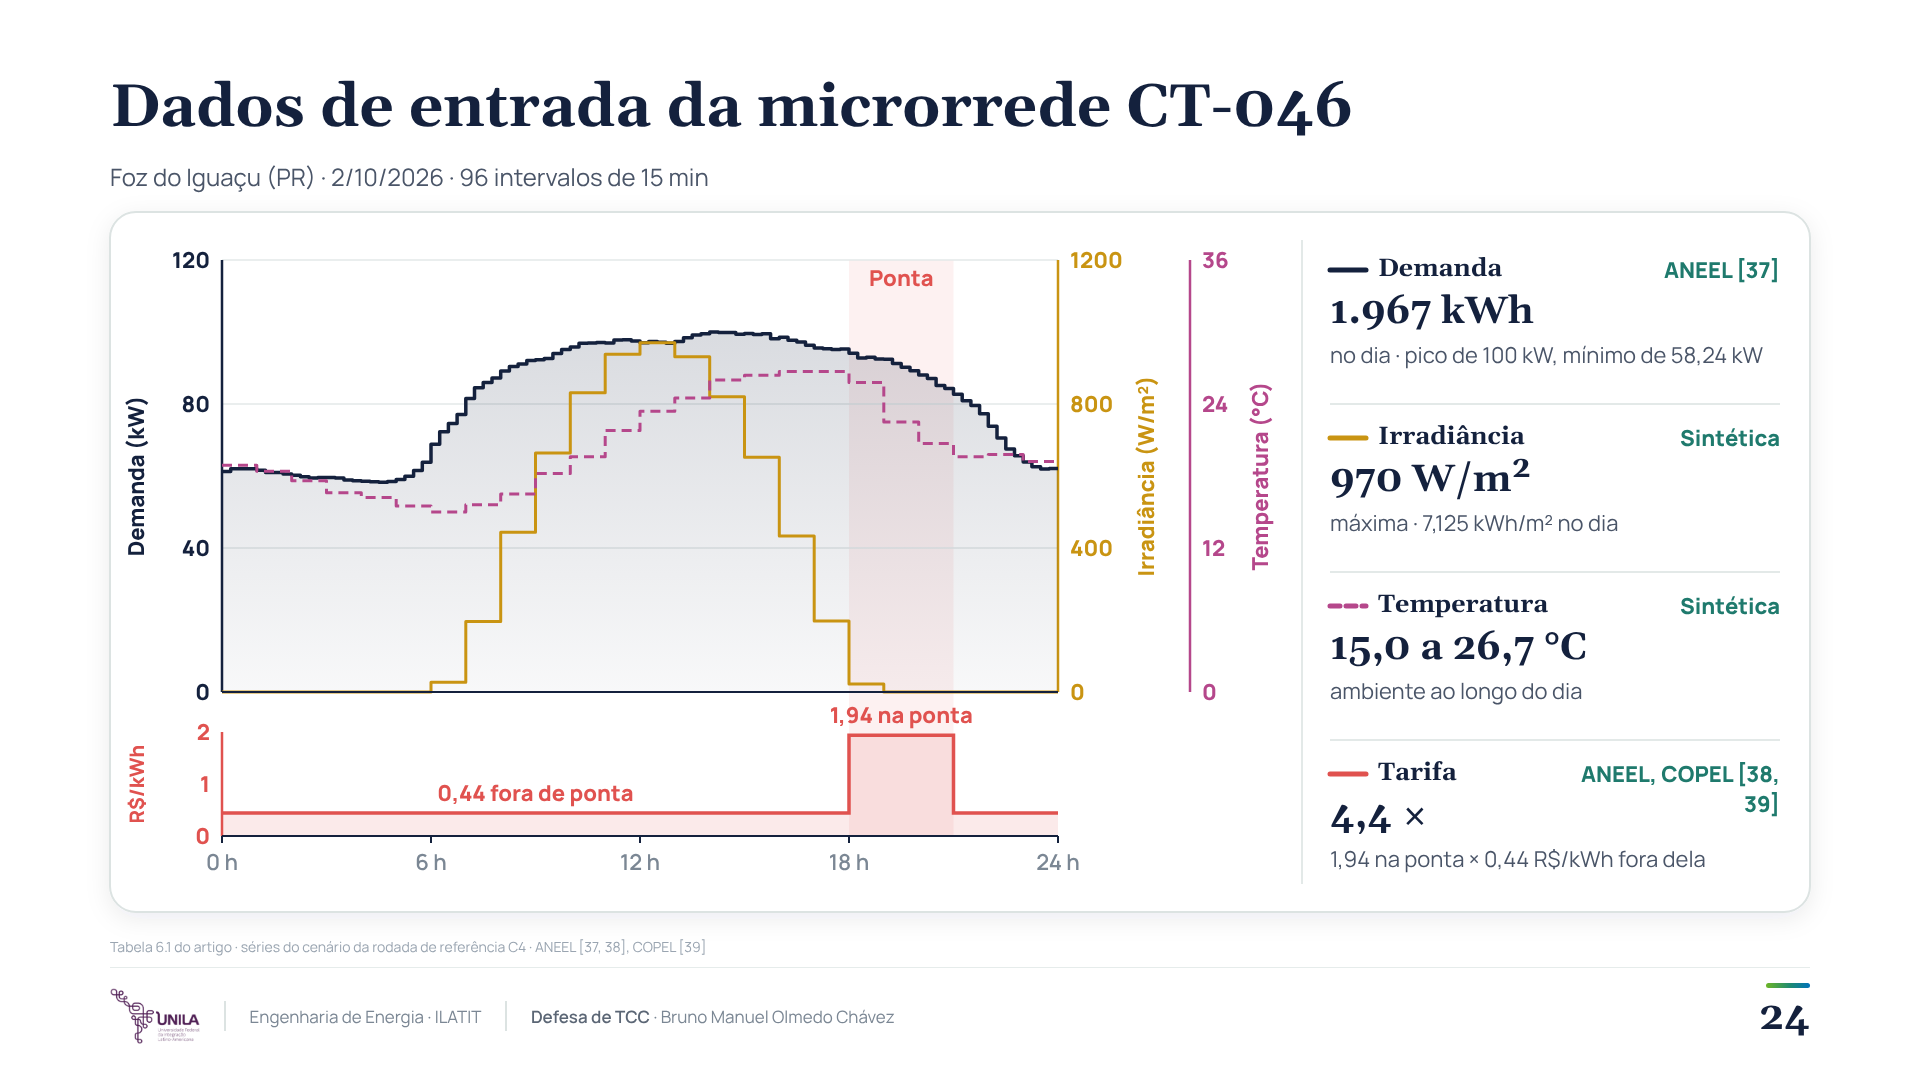 Dados de entrada da microrrede CT-046
Foz do Iguaçu (PR) · 2/10/2026 · 96 intervalos de 15 min
120
80
40
0
Demanda (kW)
Ponta
1200
800
400
0
Irradiância (W/m²)
36
24
12
0
Temperatura (°C)
2
1
0
R$/kWh
0,44 fora de ponta
1,94 na ponta
0 h
6 h
12 h
18 h
24 h
Demanda
ANEEL [37]
1.967 kWh
no dia · pico de 100 kW, mínimo de 58,24 kW
Irradiância
Sintética
970 W/m²
máxima · 7,125 kWh/m² no dia
Temperatura
Sintética
15,0 a 26,7 °C
ambiente ao longo do dia
Tarifa
ANEEL, COPEL [38,
39]
4,4 ×
1,94 na ponta × 0,44 R$/kWh fora dela
Tabela 6.1 do artigo · séries do cenário da rodada de referência C4 · ANEEL [37, 38], COPEL [39]
UNILA
Universidade Federal
da Integração
Latino-Americana
Engenharia de Energia · ILATIT
Defesa de TCC · Bruno Manuel Olmedo Chávez
24